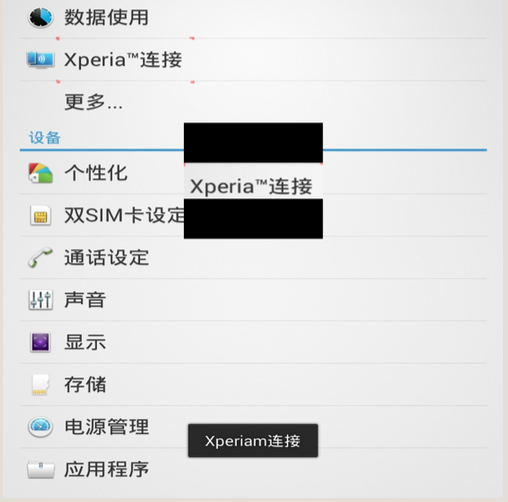 数据使用
Xperia™连接
更多...
设备
个性化
Xperia™连接
双SIM卡设定
通话设定
声音
显示
存储
电源管理
Xperiam连接
应用程序